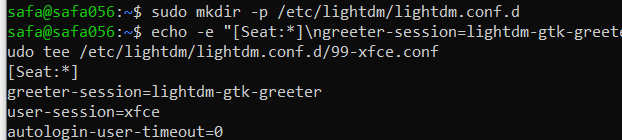 safa@safa056:~$ sudo mkdir -p /etc/lightdm/lightdm.conf.d
safa@safa056:~$ echo -e "[Seat:*]\ngreeter-session=lightdm-gtk-greete
udo tee /etc/lightdm/lightdm.conf.d/99-xfce.conf
[Seat:*]
greeter-session=lightdm-gtk-greeter
user-session=xfce
autologin-user-timeout=0